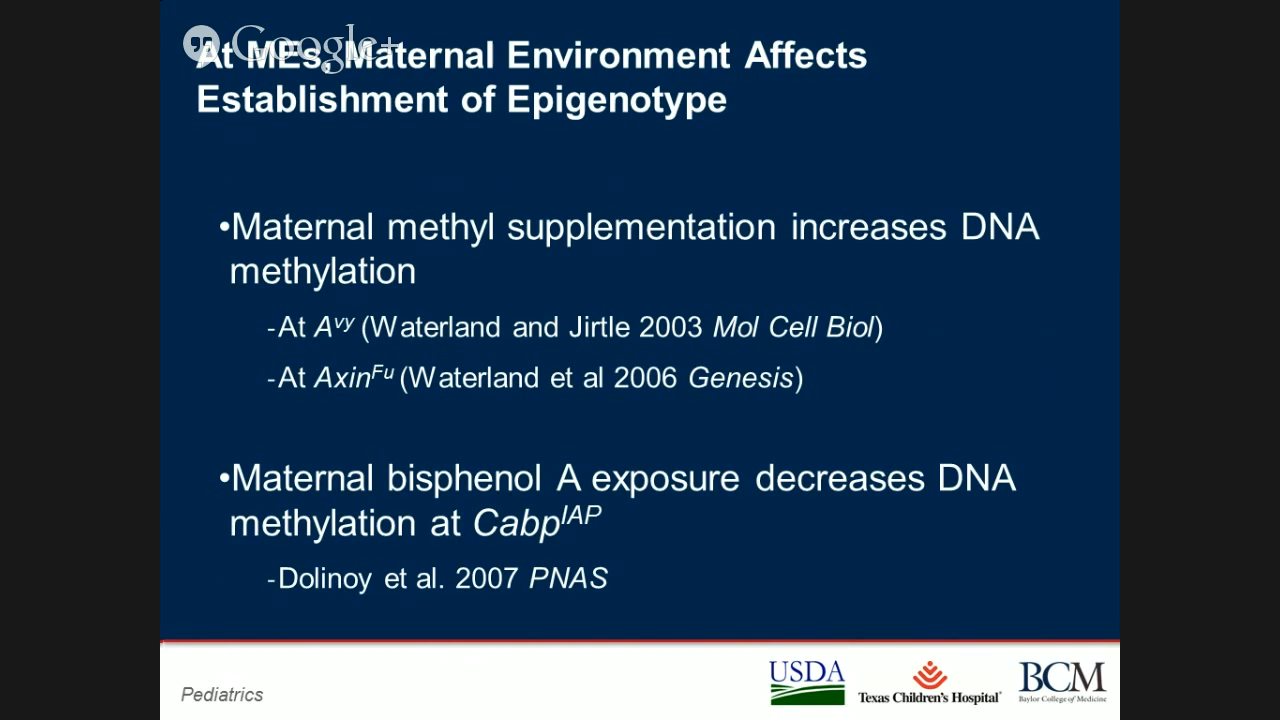 Google+
At MEs, Maternal Environment Affects
Establishment of Epigenotype
•Maternal methyl supplementation increases DNA
methylation
-At Avy (Waterland and Jirtle 2003 Mol Cell Biol)
-At AxinFu (Waterland et al 2006 Genesis)
•Maternal bisphenol A exposure decreases DNA
methylation at CabpIAP
-Dolinoy et al. 2007 PNAS
Pediatrics
USDA
Texas Children's Hospital
BCM
Baylor College of Medicine